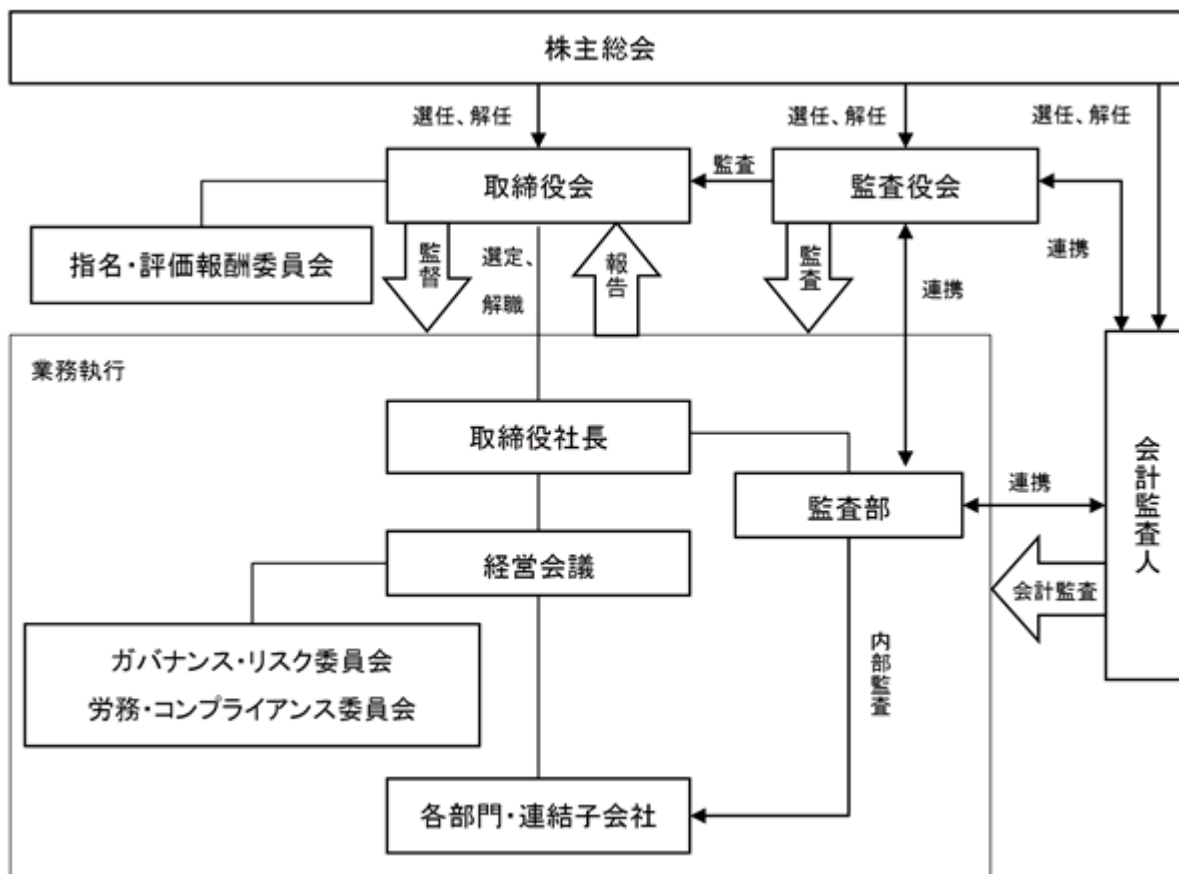 株主総会
選任、解任
選任、解任
選任、解任
取締役会
監査
監査役会
指名・評価報酬委員会
監督
選定、
解職
報告
監査
連携
連携
業務執行
取締役社長
監査部
連携
会計監査人
経営会議
会計監査
ガバナンス・リスク委員会
労務・コンプライアンス委員会
内部監査
各部門・連結子会社